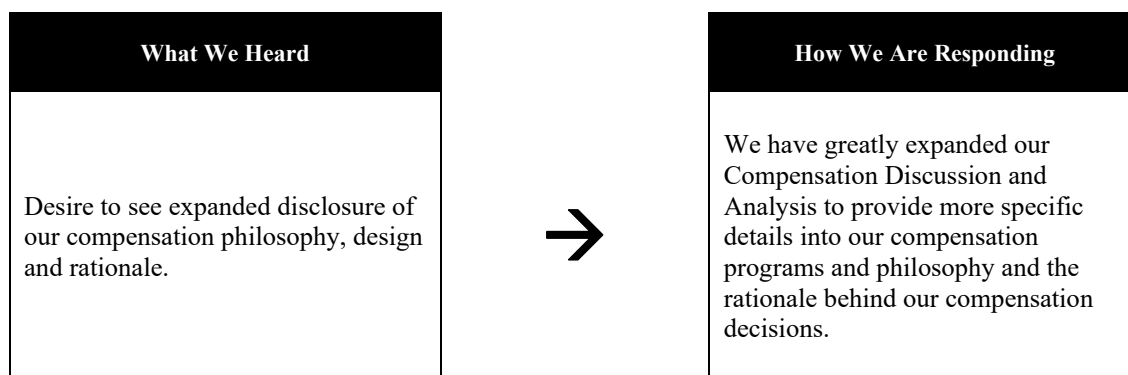 What We Heard
How We Are Responding
Desire to see expanded disclosure of
our compensation philosophy, design
and rationale.
→
We have greatly expanded our
Compensation Discussion and
Analysis to provide more specific
details into our compensation
programs and philosophy and the
rationale behind our compensation
decisions.